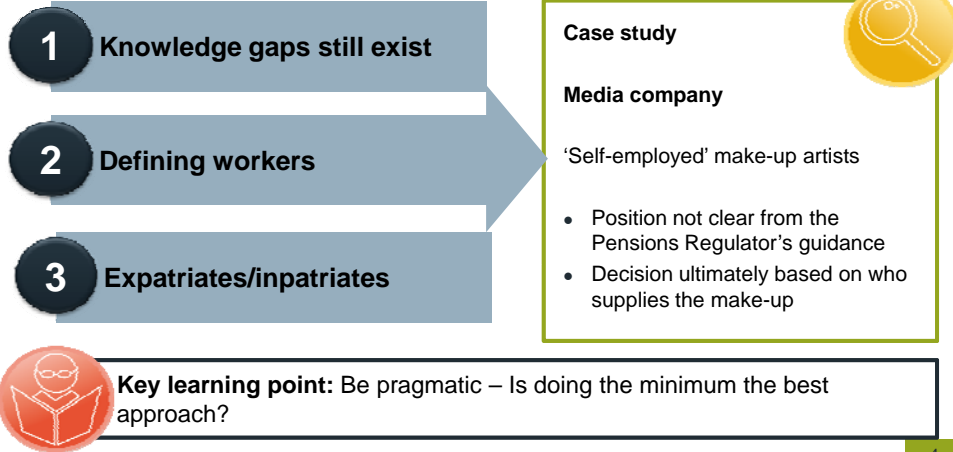 1
Knowledge gaps still exist
2
Defining workers
3
Expatriates/inpatriates
Case study
Media company
‘Self-employed’ make-up artists
• Position not clear from the
Pensions Regulator’s guidance
• Decision ultimately based on who
supplies the make-up
Key learning point: Be pragmatic – Is doing the minimum the best
approach?